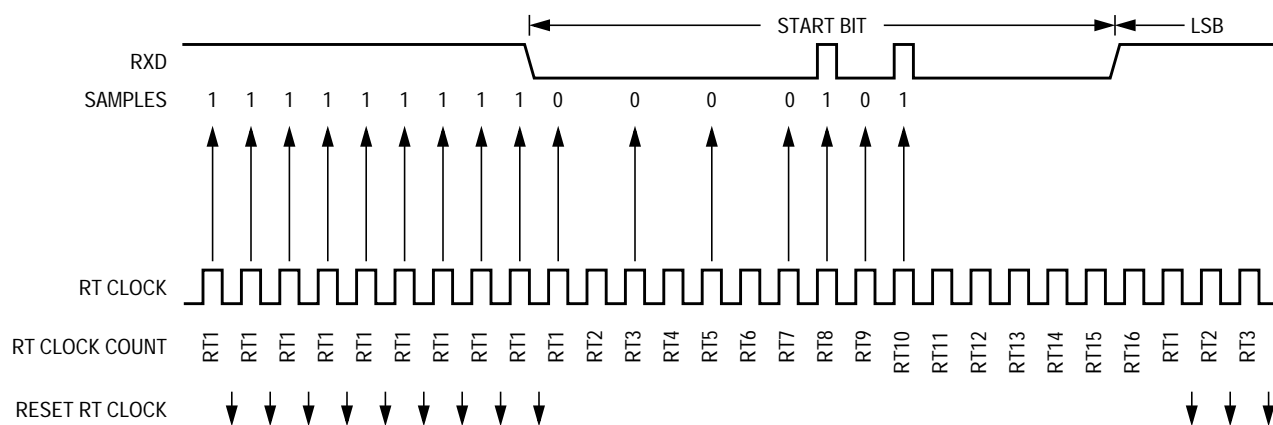 START BIT
LSB
RXD
SAMPLES 1 1 1 1 1 1 1 1 1 0 0 0 0 1 0 1
RT CLOCK
RT CLOCK COUNT RT1 RT1 RT1 RT1 RT1 RT1 RT1 RT1 RT1 RT1 RT2 RT3 RT4 RT5 RT6 RT7 RT8 RT9 RT10 RT11 RT12 RT13 RT14 RT15 RT16 RT1 RT2 RT3
RESET RT CLOCK